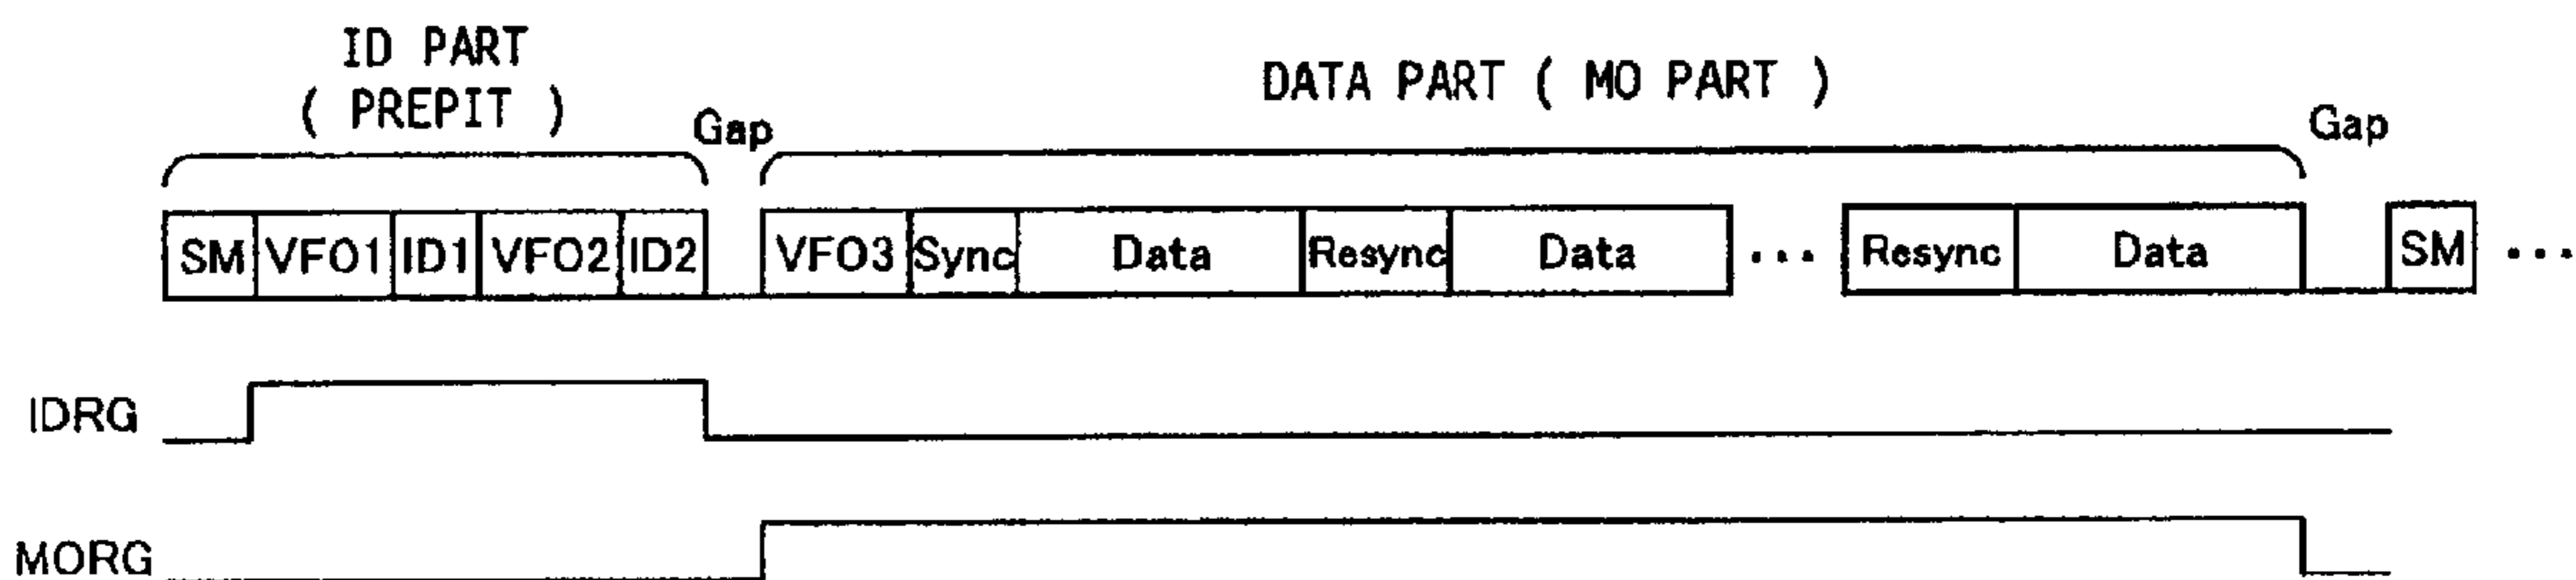 ID PART
( PREPIT )
Gap
DATA PART ( MO PART )
Gap
SM VFO1 ID1 VFO2 ID2 VFO3 Sync Data Resync Data ... Resync Data SM ...
IDRG
MORG